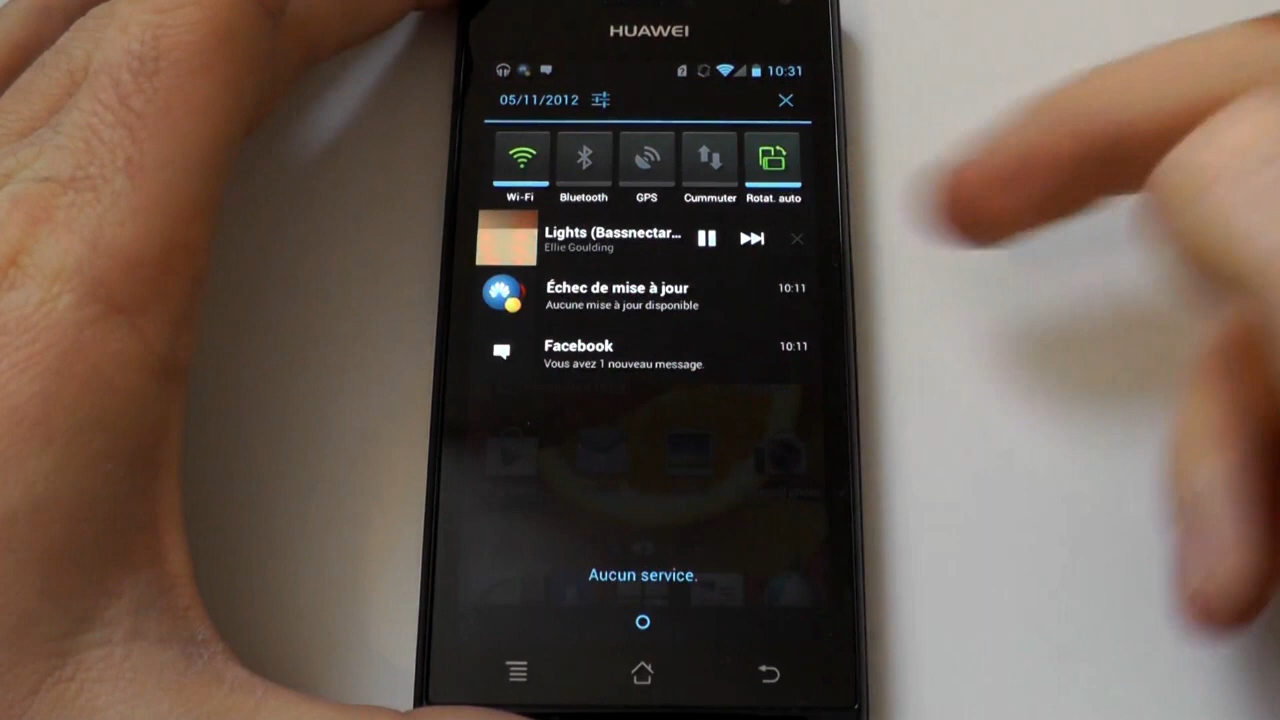 HUAWEI
10:31
05/11/2012
Wi-Fi
Bluetooth
GPS
Cummuter
Rotat. auto
Lights (Bassnectar...
Ellie Goulding
Échec de mise à jour
10:11
Aucune mise à jour disponible
Facebook
10:11
Vous avez 1 nouveau message.
Aucun service.